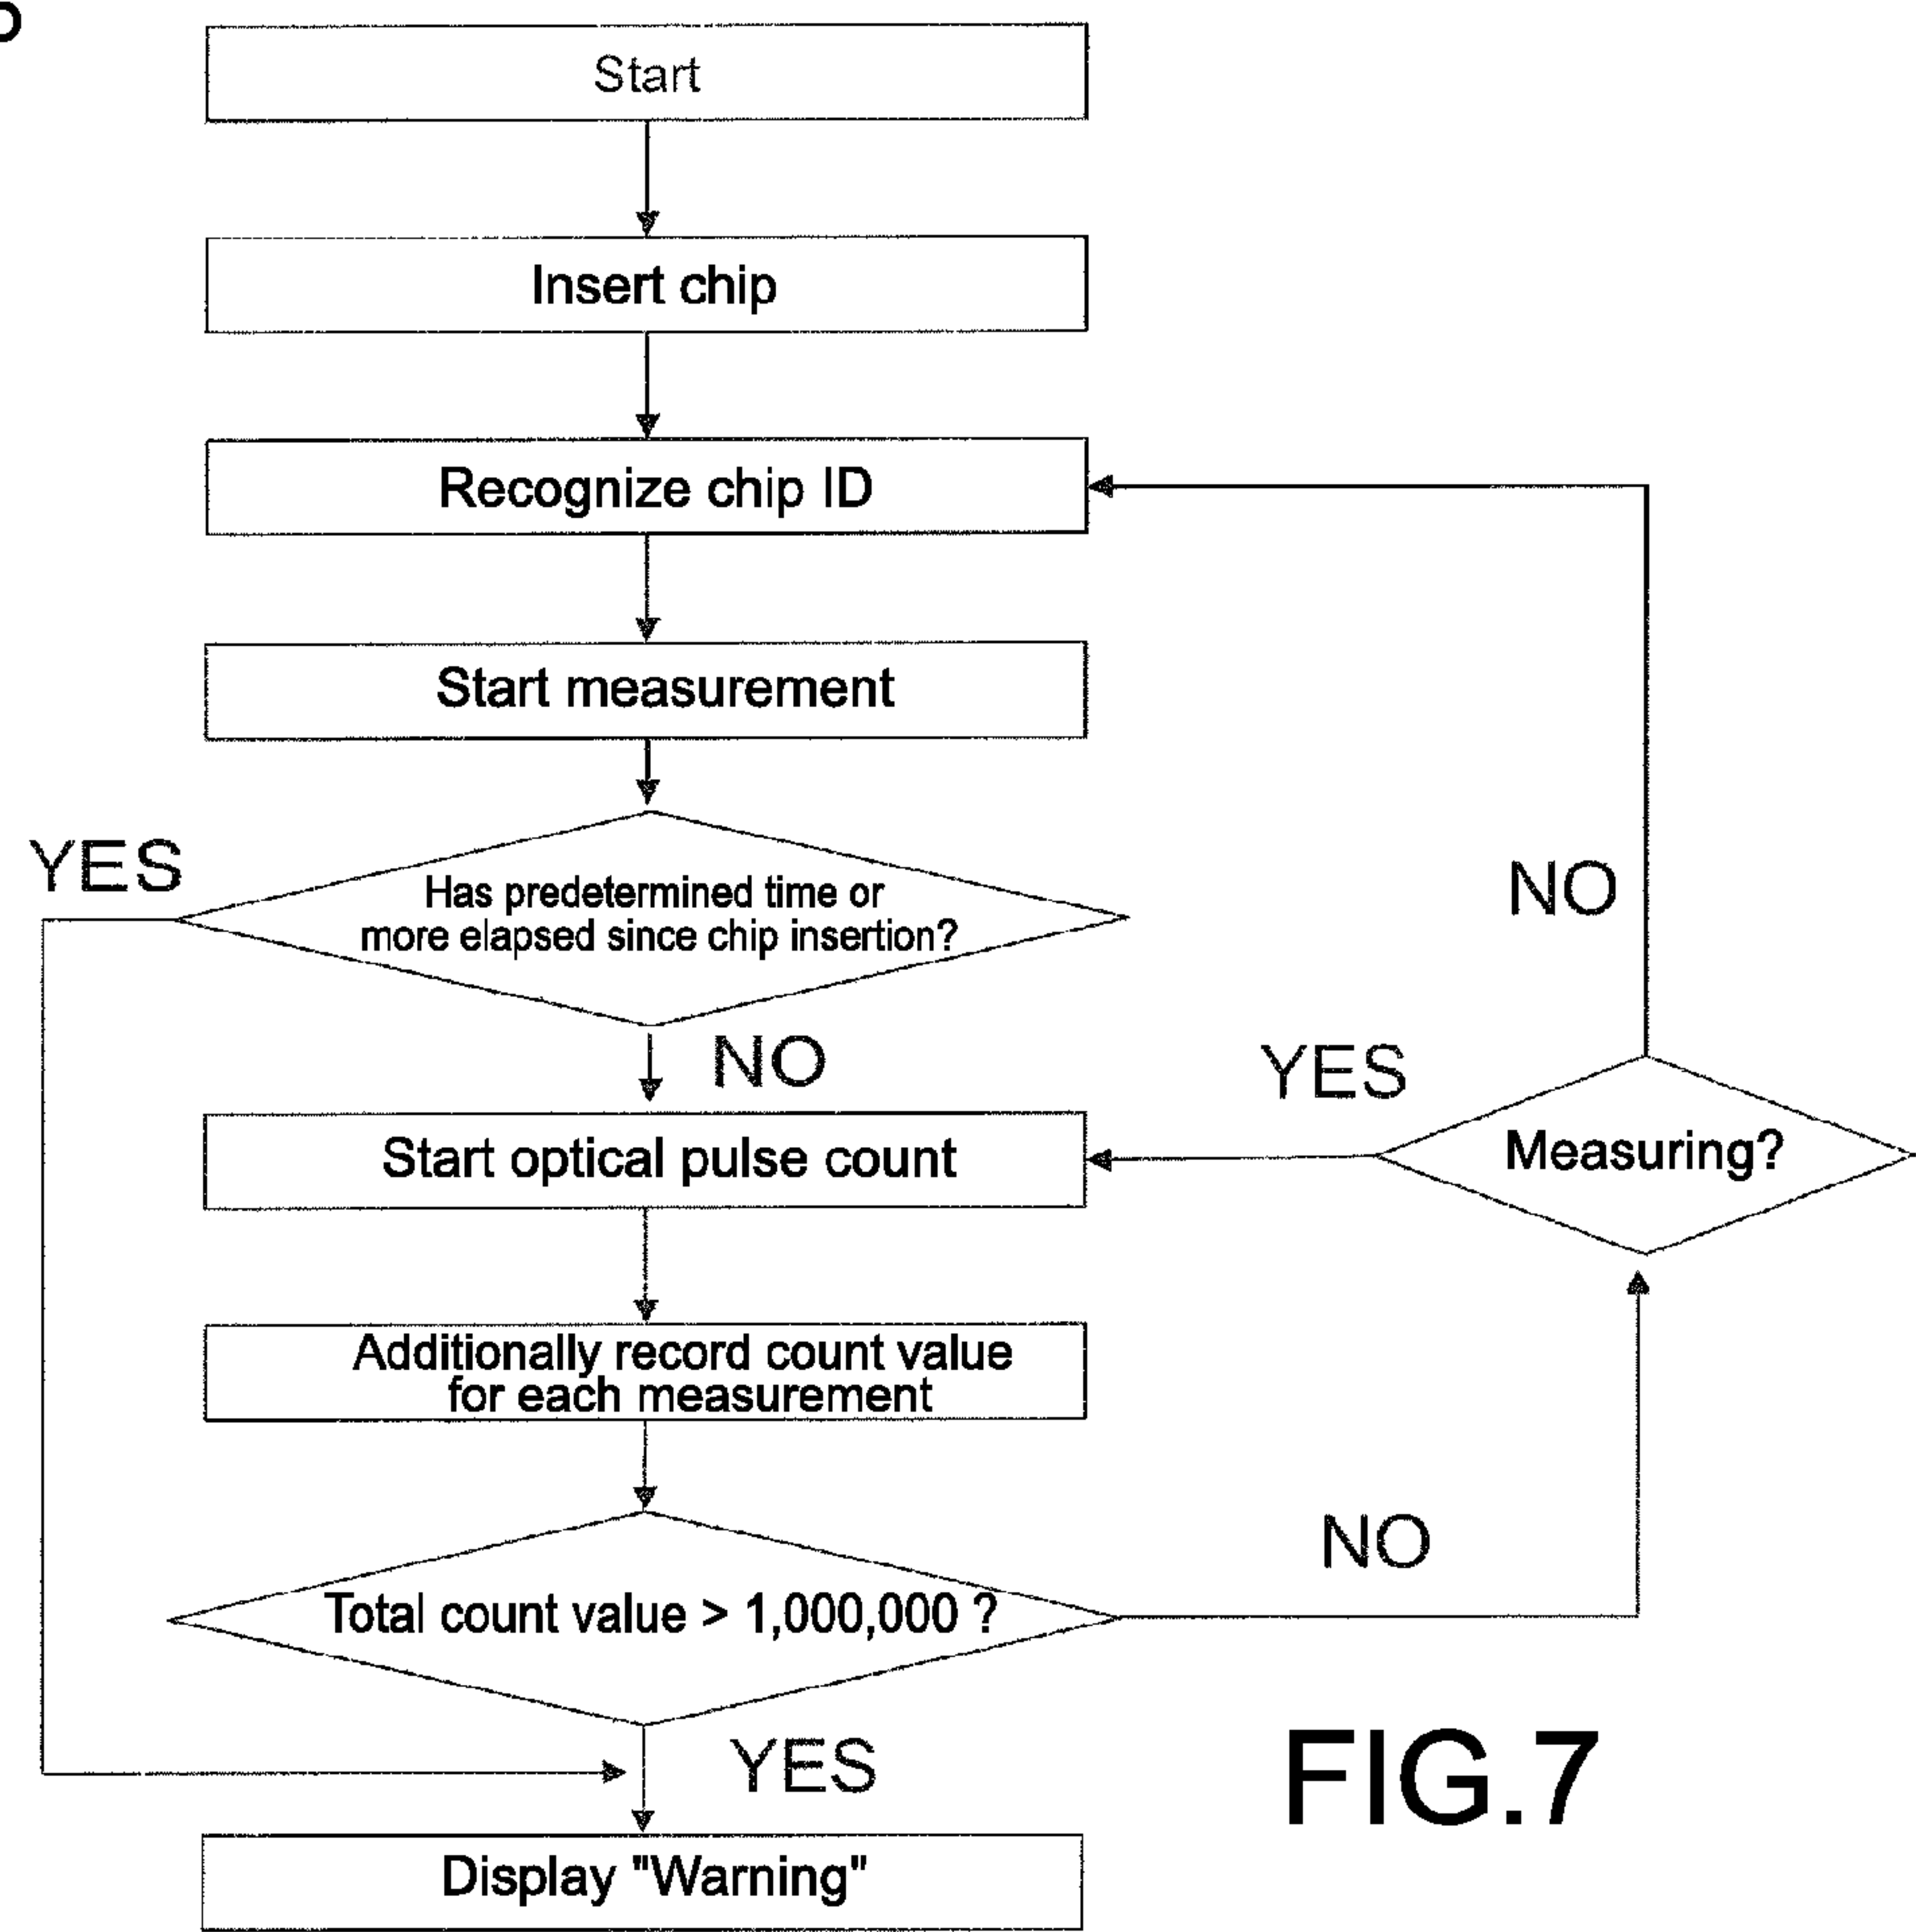 Start
Insert chip
Recognize chip ID
Start measurement
YES
Has predetermined time or
more elapsed since chip insertion?
NO
NO
YES
Start optical pulse count
Measuring?
Additionally record count value
for each measurement
NO
Total count value > 1,000,000 ?
YES
FIG.7
Display "Warning"